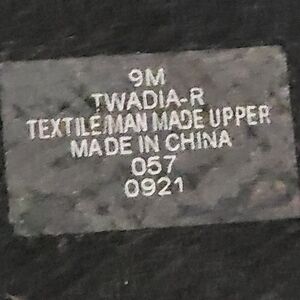 9M
TWADIA-R
TEXTILE/MAN MADE UPPER
MADE IN CHINA
057
0921